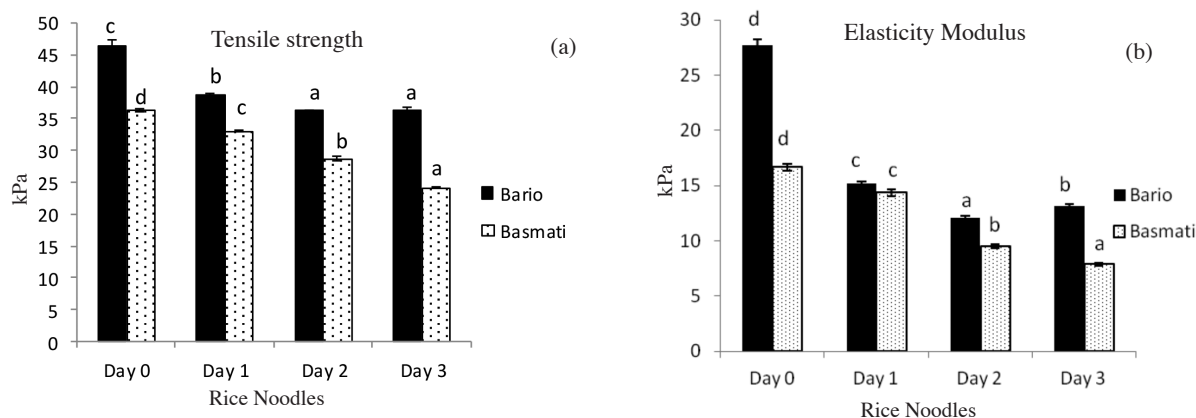 Tensile strength
(a)
kPa
50
45
40
35
30
25
20
15
10
5
0
c
d
b
c
a
b
a
a
Bario
Basmati
Day 0 Day 1 Day 2 Day 3
Rice Noodles
Elasticity Modulus
(b)
kPa
30
25
20
15
10
5
0
d
d
c
c
a
b
b
a
Bario
Basmati
Day 0 Day 1 Day 2 Day 3
Rice Noodles